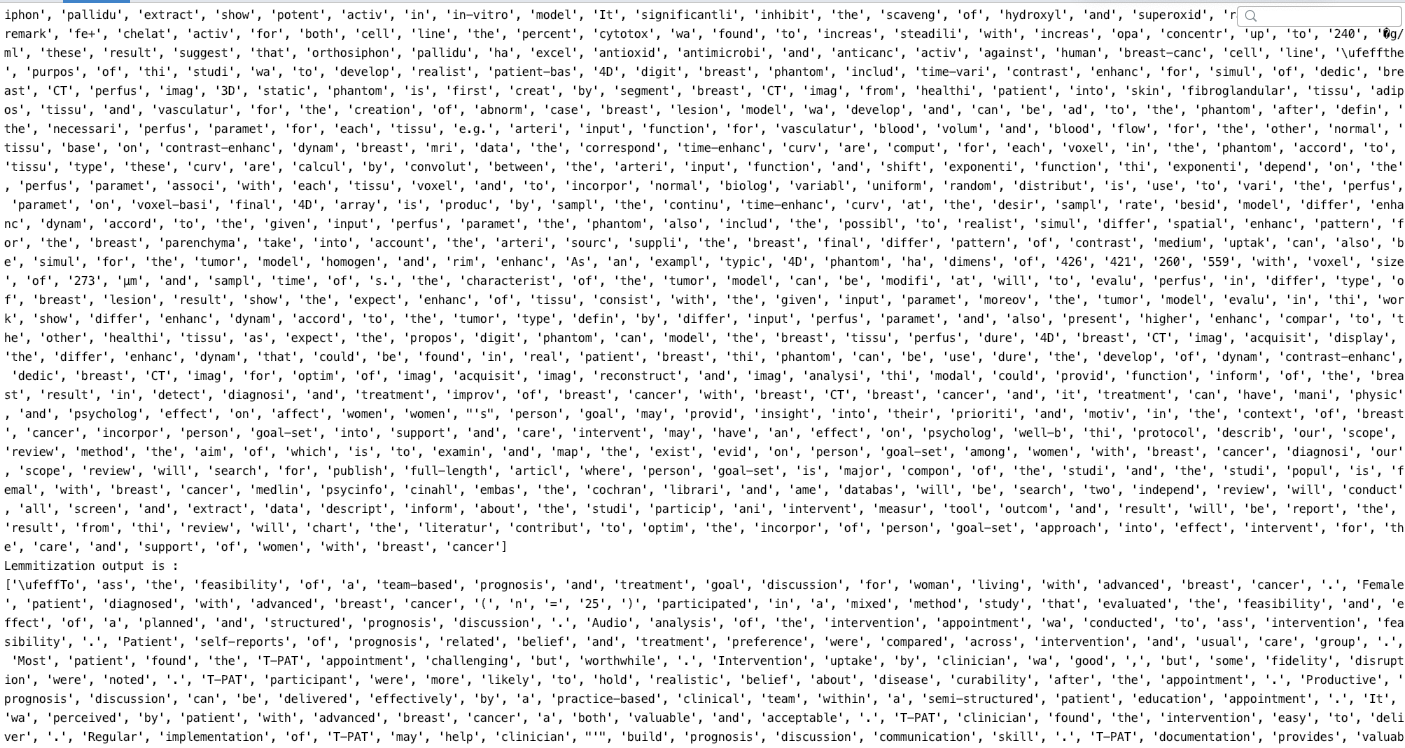 iphon', 'pallidu', 'extract', 'show', 'potent', 'activ', 'in', 'in-vitro', 'model', 'It', 'significantli', 'inhibit', 'the', 'scaveng', 'of', 'hydroxyl', 'and', 'superoxid',
remark', 'fe+', 'chelat', 'activ', 'for', 'both', 'cell', 'line', 'the', 'percent', 'cytotox', 'wa', 'found', 'to', 'increas', 'steadili', 'with', 'increas', 'opa', 'concentr', 'up', 'to', '240', '�g/
ml', 'these', 'result', 'suggest', 'that', 'orthosiphon', 'pallidu', 'ha', 'excel', 'antioxid', 'antimicrobi', 'and', 'anticanc', 'activ', 'against', 'human', 'breast-canc', 'cell', 'line', '\ufeffthe
', 'purpos', 'of', 'thi', 'studi', 'wa', 'to', 'develop', 'realist', 'patient-bas', '4D', 'digit', 'breast', 'phantom', 'includ', 'time-vari', 'contrast', 'enhanc', 'for', 'simul', 'of', 'dedic', 'bre
ast', 'CT', 'perfus', 'imag', '3D', 'static', 'phantom', 'is', 'first', 'creat', 'by', 'segment', 'breast', 'CT', 'imag', 'from', 'healthi', 'patient', 'into', 'skin', 'fibroglandular', 'tissu', 'adip
os', 'tissu', 'and', 'vasculatur', 'for', 'the', 'creation', 'of', 'abnorm', 'case', 'breast', 'lesion', 'model', 'wa', 'develop', 'and', 'can', 'be', 'ad', 'to', 'the', 'phantom', 'after', 'defin', '
the', 'necessari', 'perfus', 'paramet', 'for', 'each', 'tissu', 'e.g.', 'arteri', 'input', 'function', 'for', 'vasculatur', 'blood', 'volum', 'and', 'blood', 'flow', 'for', 'the', 'other', 'normal', '
tissu', 'base', 'on', 'contrast-enhanc', 'dynam', 'breast', 'mri', 'data', 'the', 'correspond', 'time-enhanc', 'curv', 'are', 'comput', 'for', 'each', 'voxel', 'in', 'the', 'phantom', 'accord', 'to',
'tissu', 'type', 'these', 'curv', 'are', 'calcul', 'by', 'convolut', 'between', 'the', 'arteri', 'input', 'function', 'and', 'shift', 'exponenti', 'function', 'thi', 'exponenti', 'depend', 'on', 'the'
, 'perfus', 'paramet', 'associ', 'with', 'each', 'tissu', 'voxel', 'and', 'to', 'incorpor', 'normal', 'biolog', 'variabl', 'uniform', 'random', 'distribut', 'is', 'use', 'to', 'vari', 'the', 'perfus',
'paramet', 'on', 'voxel-basi', 'final', '4D', 'array', 'is', 'produc', 'by', 'sampl', 'the', 'continu', 'time-enhanc', 'curv', 'at', 'the', 'desir', 'sampl', 'rate', 'besid', 'model', 'differ', 'enha
nc', 'dynam', 'accord', 'to', 'the', 'given', 'input', 'perfus', 'paramet', 'the', 'phantom', 'also', 'includ', 'the', 'possibl', 'to', 'realist', 'simul', 'differ', 'spatial', 'enhanc', 'pattern', 'f
or', 'the', 'breast', 'parenchyma', 'take', 'into', 'account', 'the', 'arteri', 'sourc', 'suppli', 'the', 'breast', 'final', 'differ', 'pattern', 'of', 'contrast', 'medium', 'uptak', 'can', 'also', 'b
e', 'simul', 'for', 'the', 'tumor', 'model', 'homogen', 'and', 'rim', 'enhanc', 'As', 'an', 'exampl', 'typic', '4D', 'phantom', 'ha', 'dimens', 'of', '426', '421', '260', '559', 'with', 'voxel', 'size
', 'of', '273', 'µm', 'and', 'sampl', 'time', 'of', 's.', 'the', 'characterist', 'of', 'the', 'tumor', 'model', 'can', 'be', 'modifi', 'at', 'will', 'to', 'evalu', 'perfus', 'in', 'differ', 'type', 'o
f', 'breast', 'lesion', 'result', 'show', 'the', 'expect', 'enhanc', 'of', 'tissu', 'consist', 'with', 'the', 'given', 'input', 'paramet', 'moreov', 'the', 'tumor', 'model', 'evalu', 'in', 'thi', 'wor
k', 'show', 'differ', 'enhanc', 'dynam', 'accord', 'to', 'the', 'tumor', 'type', 'defin', 'by', 'differ', 'input', 'perfus', 'paramet', 'and', 'also', 'present', 'higher', 'enhanc', 'compar', 'to', 't
he', 'other', 'healthi', 'tissu', 'as', 'expect', 'the', 'propos', 'digit', 'phantom', 'can', 'model', 'the', 'breast', 'tissu', 'perfus', 'dure', '4D', 'breast', 'CT', 'imag', 'acquisit', 'display',
'the', 'differ', 'enhanc', 'dynam', 'that', 'could', 'be', 'found', 'in', 'real', 'patient', 'breast', 'thi', 'phantom', 'can', 'be', 'use', 'dure', 'the', 'develop', 'of', 'dynam', 'contrast-enhanc',
'dedic', 'breast', 'CT', 'imag', 'for', 'optim', 'of', 'imag', 'acquisit', 'imag', 'reconstruct', 'and', 'imag', 'analysi', 'thi', 'modal', 'could', 'provid', 'function', 'inform', 'of', 'the', 'brea
st', 'result', 'in', 'detect', 'diagnosi', 'and', 'treatment', 'improv', 'of', 'breast', 'cancer', 'with', 'breast', 'CT', 'breast', 'cancer', 'and', 'it', 'treatment', 'can', 'have', 'mani', 'physic'
, 'and', 'psycholog', 'effect', 'on', 'affect', 'women', 'women', "'s", 'person', 'goal', 'may', 'provid', 'insight', 'into', 'their', 'prioriti', 'and', 'motiv', 'in', 'the', 'context', 'of', 'breast
', 'cancer', 'incorpor', 'person', 'goal-set', 'into', 'support', 'and', 'care', 'intervent', 'may', 'have', 'an', 'effect', 'on', 'psycholog', 'well-b', 'thi', 'protocol', 'describ', 'our', 'scope',
'review', 'method', 'the', 'aim', 'of', 'which', 'is', 'to', 'examin', 'and', 'map', 'the', 'exist', 'evid', 'on', 'person', 'goal-set', 'among', 'women', 'with', 'breast', 'cancer', 'diagnosi', 'our'
, 'scope', 'review', 'will', 'search', 'for', 'publish', 'full-length', 'articl', 'where', 'person', 'goal-set', 'is', 'major', 'compon', 'of', 'the', 'studi', 'and', 'the', 'studi', 'popul', 'is', 'f
emal', 'with', 'breast', 'cancer', 'medlin', 'psycinfo', 'cinahl', 'embas', 'the', 'cochran', 'librari', 'and', 'ame', 'databas', 'will', 'be', 'search', 'two', 'independ', 'review', 'will', 'conduct'
, 'all', 'screen', 'and', 'extract', 'data', 'descript', 'inform', 'about', 'the', 'studi', 'particip', 'ani', 'intervent', 'measur', 'tool', 'outcom', 'and', 'result', 'will', 'be', 'report', 'the',
'result', 'from', 'thi', 'review', 'will', 'chart', 'the', 'literatur', 'contribut', 'to', 'optim', 'the', 'incorpor', 'of', 'person', 'goal-set', 'approach', 'into', 'effect', 'intervent', 'for', 'th
e', 'care', 'and', 'support', 'of', 'women', 'with', 'breast', 'cancer']
Lemmitization output is :
['\ufeffTo', 'ass', 'the', 'feasibility', 'of', 'a', 'team-based', 'prognosis', 'and', 'treatment', 'goal', 'discussion', 'for', 'woman', 'living', 'with', 'advanced', 'breast', 'cancer', '.', 'Female
', 'patient', 'diagnosed', 'with', 'advanced', 'breast', 'cancer', '(', 'n', '=', '25', ')', 'participated', 'in', 'a', 'mixed', 'method', 'study', 'that', 'evaluated', 'the', 'feasibility', 'and', 'e
ffect', 'of', 'a', 'planned', 'and', 'structured', 'prognosis', 'discussion', '.', 'Audio', 'analysis', 'of', 'the', 'intervention', 'appointment', 'wa', 'conducted', 'to', 'ass', 'intervention', 'fea
sibility', '.', 'Patient', 'self-reports', 'of', 'prognosis', 'related', 'belief', 'and', 'treatment', 'preference', 'were', 'compared', 'across', 'intervention', 'and', 'usual', 'care', 'group', '.',
'Most', 'patient', 'found', 'the', 'T-PAT', 'appointment', 'challenging', 'but', 'worthwhile', '.', 'Intervention', 'uptake', 'by', 'clinician', 'wa', 'good', ',', 'but', 'some', 'fidelity', 'disrupt
ion', 'were', 'noted', '.', 'T-PAT', 'participant', 'were', 'more', 'likely', 'to', 'hold', 'realistic', 'belief', 'about', 'disease', 'curability', 'after', 'the', 'appointment', '.', 'Productive', '
prognosis', 'discussion', 'can', 'be', 'delivered', 'effectively', 'by', 'a', 'practice-based', 'clinical', 'team', 'within', 'a', 'semi-structured', 'patient', 'education', 'appointment', '.', 'It',
'wa', 'perceived', 'by', 'patient', 'with', 'advanced', 'breast', 'cancer', 'a', 'both', 'valuable', 'and', 'acceptable', '.', 'T-PAT', 'clinician', 'found', 'the', 'intervention', 'easy', 'to', 'deli
ver', '.', 'Regular', 'implementation', 'of', 'T-PAT', 'may', 'help', 'clinician', "'", 'build', 'prognosis', 'discussion', 'communication', 'skill', '.', 'T-PAT', 'documentation', 'provides', 'valuab